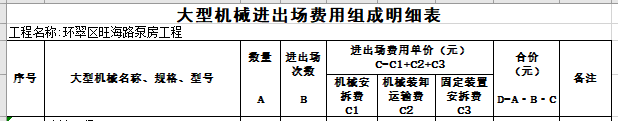 大型机械进出场费用组成明细表
工程名称:环翠区旺海路泵房工程
序号
大型机械名称、规格、型号
数量
A
进出场
次数
B
进出场费用单价（元）
C-C1+C2+C3
机械安
拆费
C1
机械装卸
运输费
C2
固定装置
安拆费
C3
合价
（元）
D-A·B·C
备注